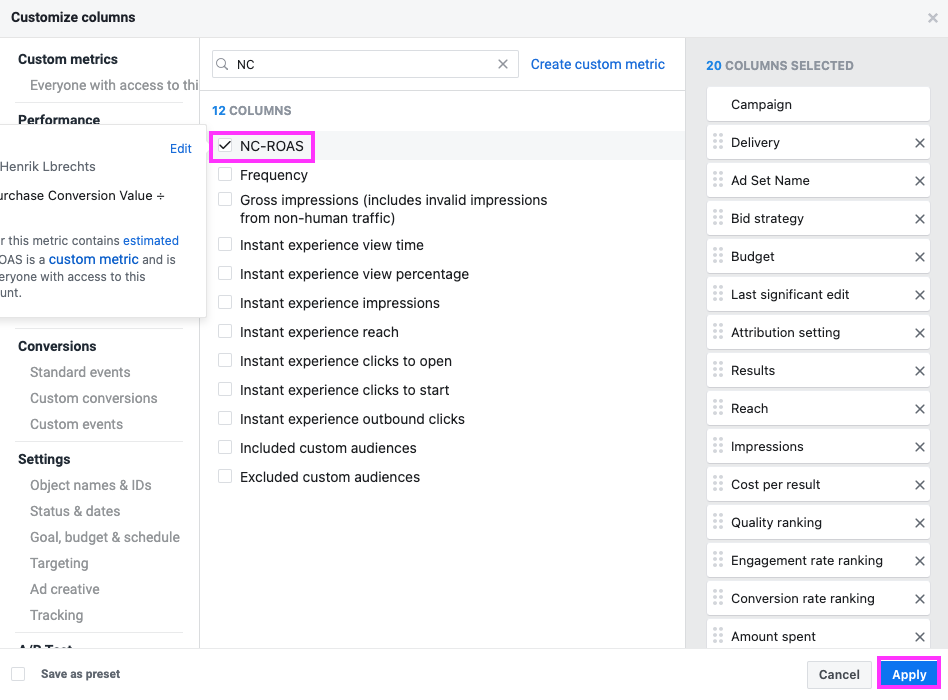 Customize columns
Custom metrics
Everyone with access to thi
Performance
Edit
Henrik Lbrechts
urchase Conversion Value ÷
r this metric contains estimated
OAS is a custom metric and is
eryone with access to this
unt.
Conversions
Standard events
Custom conversions
Custom events
Settings
Object names & IDs
Status & dates
Goal, budget & schedule
Targeting
Ad creative
Tracking
A/B Test
NC
Create custom metric
12 COLUMNS
NC-ROAS
Frequency
Gross impressions (includes invalid impressions
from non-human traffic)
Instant experience view time
Instant experience view percentage
Instant experience impressions
Instant experience reach
Instant experience clicks to open
Instant experience clicks to start
Instant experience outbound clicks
Included custom audiences
Excluded custom audiences
20 COLUMNS SELECTED
Campaign
Delivery
Ad Set Name
Bid strategy
Budget
Last significant edit
Attribution setting
Results
Reach
Impressions
Cost per result
Quality ranking
Engagement rate ranking
Conversion rate ranking
Amount spent
Save as preset
Cancel
Apply